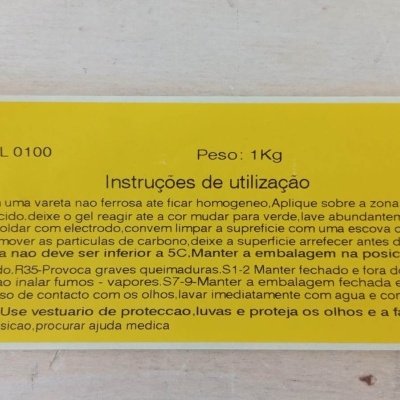 L 0100
Peso: 1Kg
Instruções de utilização
uma vareta nao ferrosa ate ficar homogeneo,Aplique sobre a zona
cido.deixe o gel reagir ate a cor mudar para verde,lave abundantemen
oldar com electrodo,convem limpar a supreficie com uma escova c
mover as particulas de carbono,deixe a superficie arrefecer antes d
a nao deve ser inferior a 5C,Manter a embalagem na posic
do.R35-Provoca graves queimaduras.S1-2 Manter fechado e fora do
ao inalar fumos - vapores.S7-9-Manter a embalagem fechada e
so de contacto com os olhos,lavar imediatamente com agua e con
Use vestuario de proteccao,luvas e proteja os olhos e a fa
sicao,procurar ajuda medica